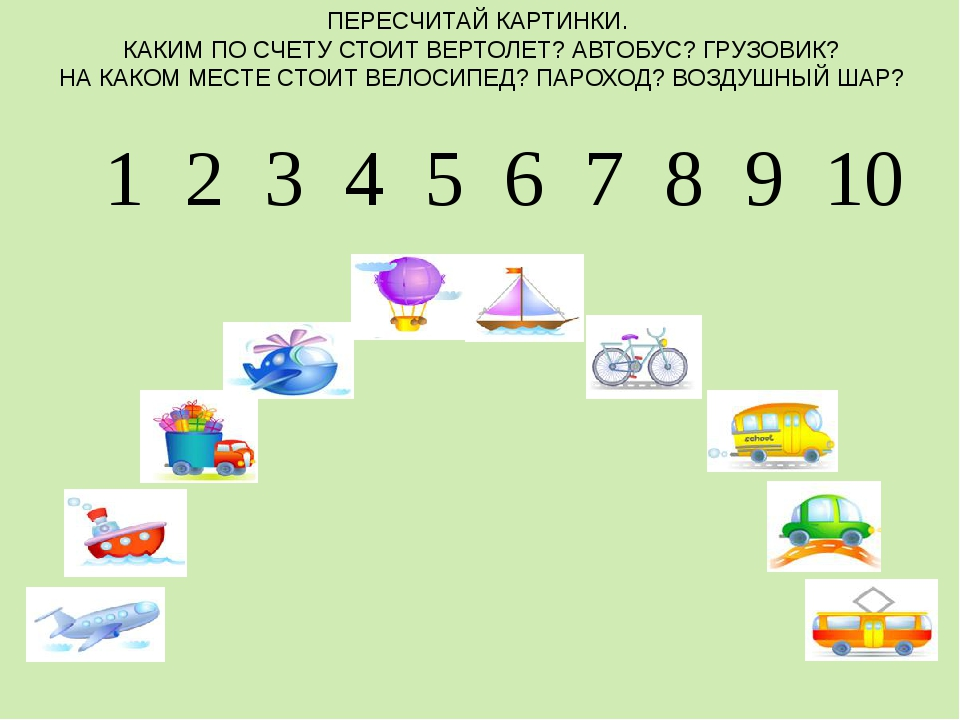 ПЕРЕСЧИТАЙ КАРТИНКИ.
КАКИМ ПО СЧЕТУ СТОИТ ВЕРТОЛЕТ? АВТОБУС? ГРУЗОВИК?
НА КАКОМ МЕСТЕ СТОИТ ВЕЛОСИПЕД? ПАРОХОД? ВОЗДУШНЫЙ ШАР?
1 2 3 4 5 6 7 8 9 10
school